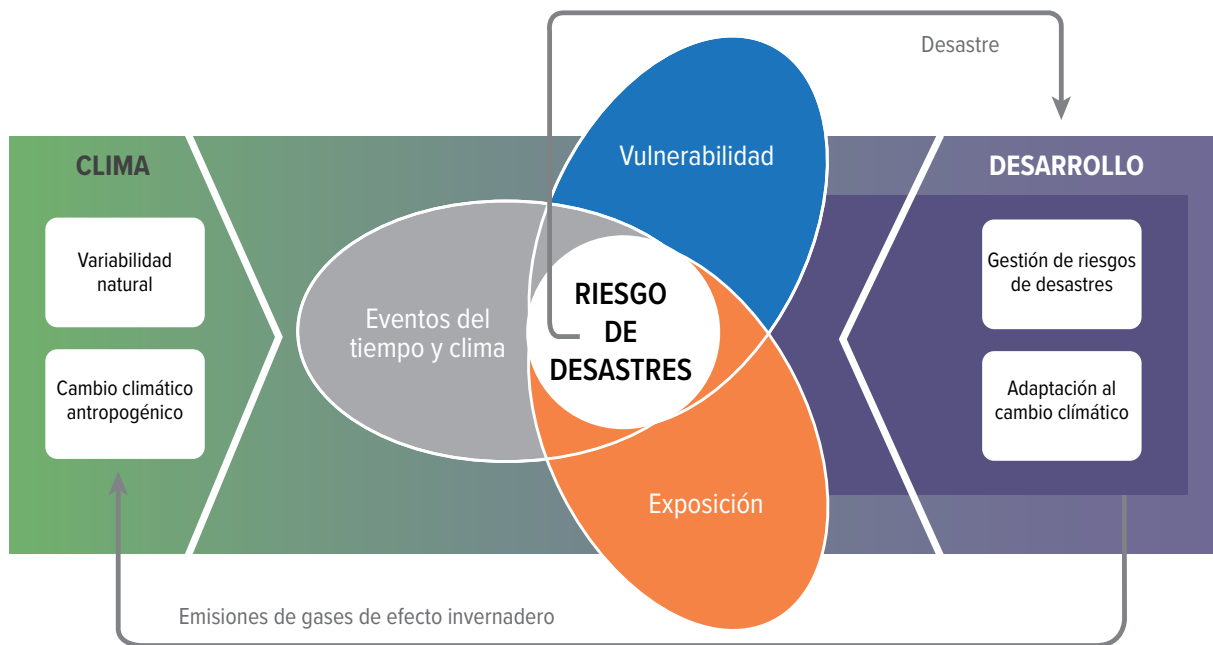 Desastre
CLIMA
Variabilidad
natural
Cambio climático
antropogénico
Vulnerabilidad
Eventos del
tiempo y clima
RIESGO
DE
DESASTRES
Exposición
DESARROLLO
Gestión de riesgos
de desastres
Adaptación al
cambio clímático
Emisiones de gases de efecto invernadero